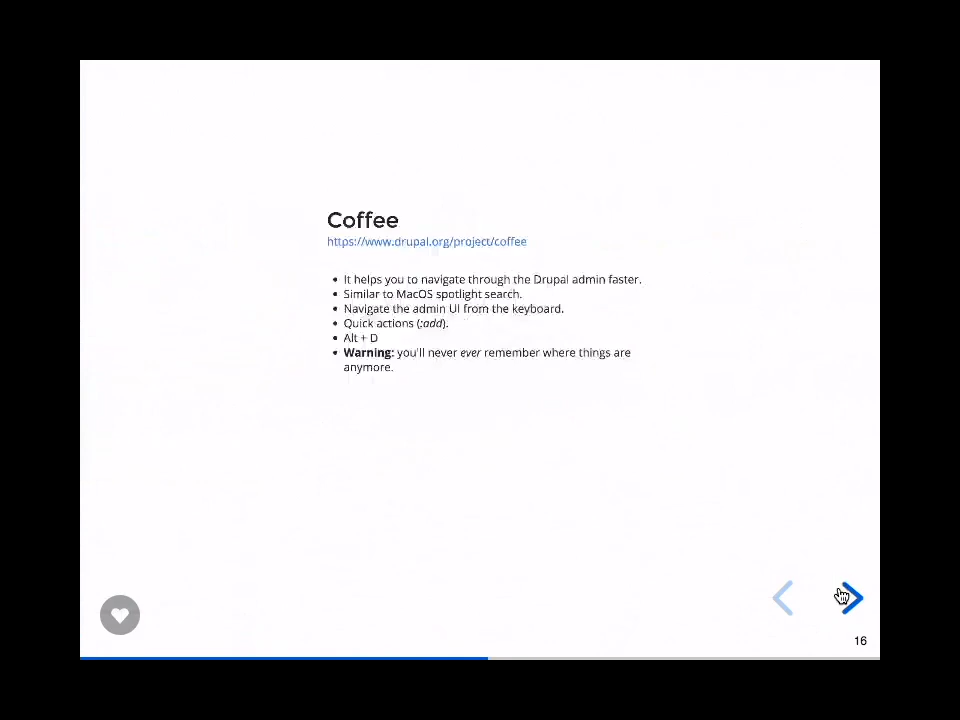 Coffee
https://www.drupal.org/project/coffee
It helps you to navigate through the Drupal admin faster.
Similar to MacOS spotlight search.
Navigate the admin UI from the keyboard.
Quick actions (:add).
Alt + D
Warning: you'll never ever remember where things are
anymore.
16